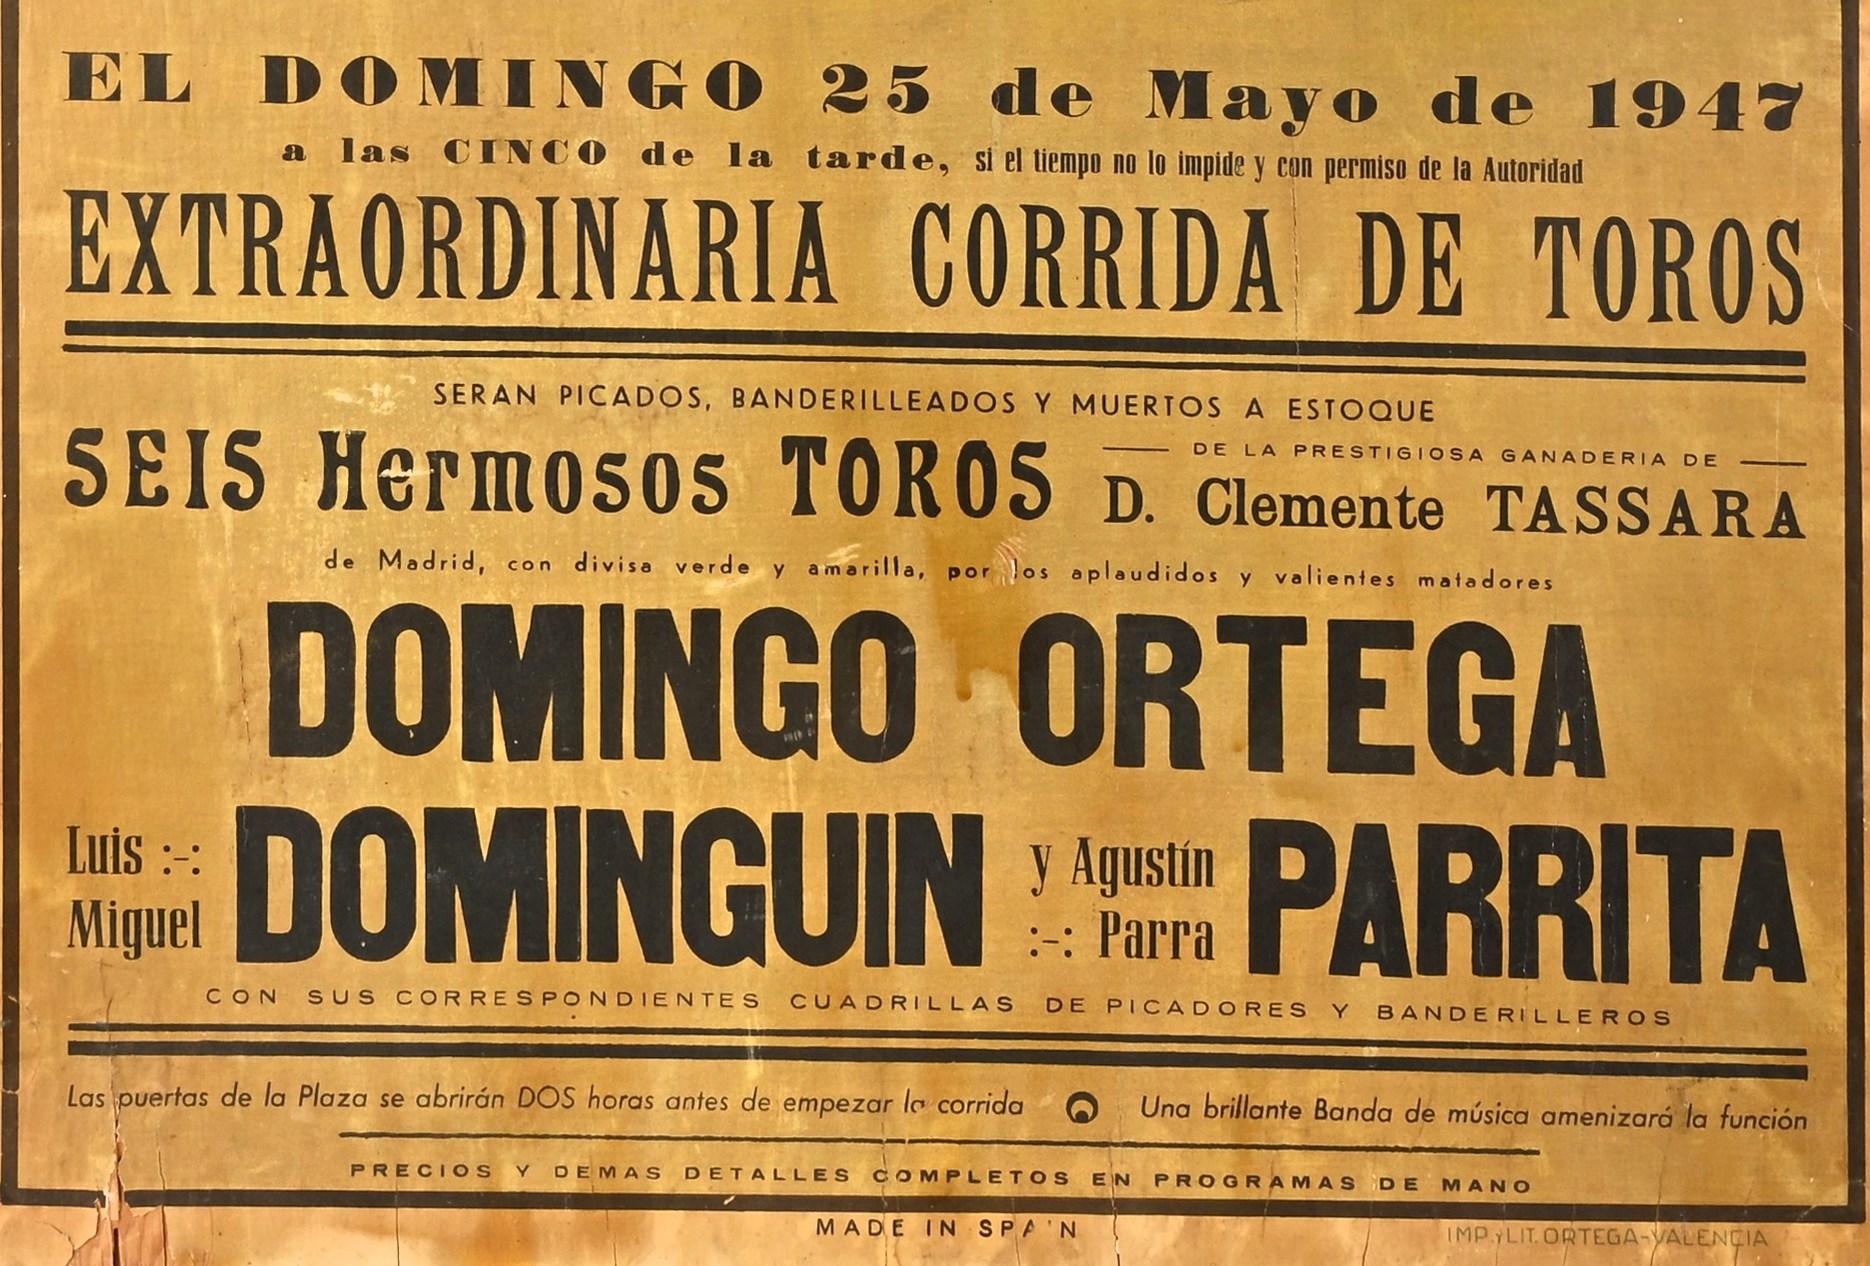 EL DOMINGO 25 de Mayo de 1947
a las CINCO de la tarde, si el tiempo no lo impide y con permiso de la Autoridad
EXTRAORDINARIA CORRIDA DE TOROS
SERAN PICADOS, BANDERILLEADOS Y MUERTOS A ESTOQUE
SEIS Hermosos TOROS
DE LA PRESTIGIOSA GANADERIA DE
D. Clemente TASSARA
de Madrid, con divisa verde y amarilla, por los aplaudidos y valientes matadores
DOMINGO ORTEGA
Luis :-:
Miguel
DOMINGUIN
y Agustín
:-: Parra
PARRITA
CON SUS CORRESPONDIENTES CUADRILLAS DE PICADORES Y BANDERILLEROS
Las puertas de la Plaza se abrirán DOS horas antes de empezar la corrida
Una brillante Banda de música amenizará la función
PRECIOS Y DEMAS DETALLES COMPLETOS EN PROGRAMAS DE MANO
MADE IN SPAIN
IMP. y LIT. ORTEGA-VALENCIA